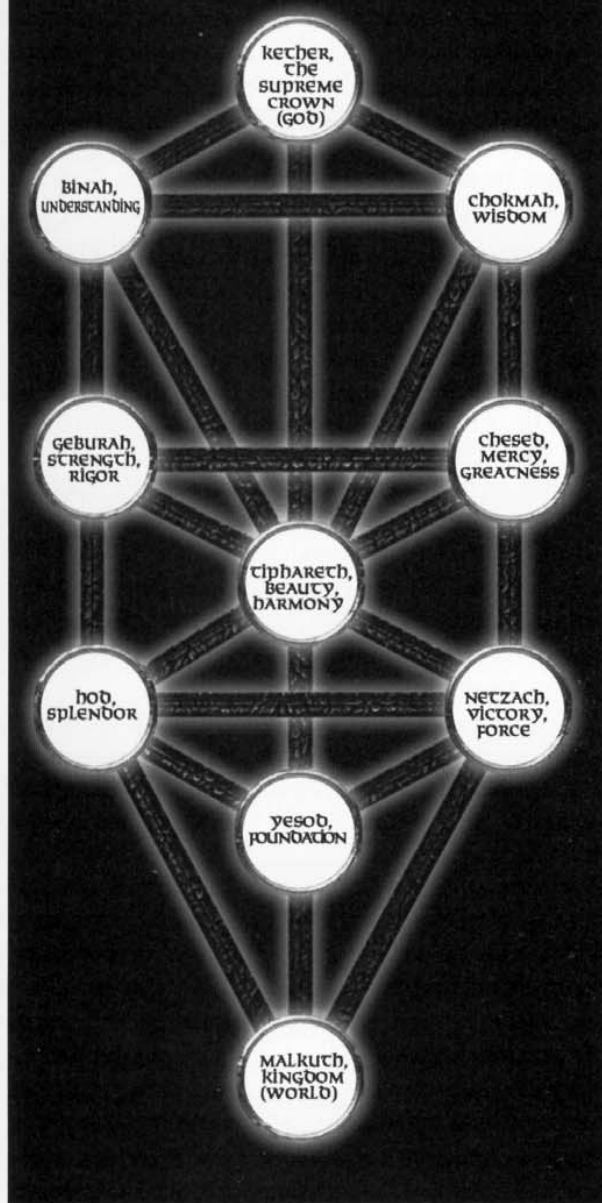 KETHER,
THE
SUPREME
CROWN
(GOD)
BINAH,
UNDERSTANDING
CHOKMAH,
WISDOM
GEBURAH,
STRENGTH,
RIGOR
CHESED,
MERCY,
GREATNESS
TIPHARETH,
BEAUTY,
HARMONY
HOD,
SPLENDOR
NETZACH,
VICTORY,
FORCE
YESOD,
FOUNDATION
MALKUTH,
KINGDOM
(WORLD)